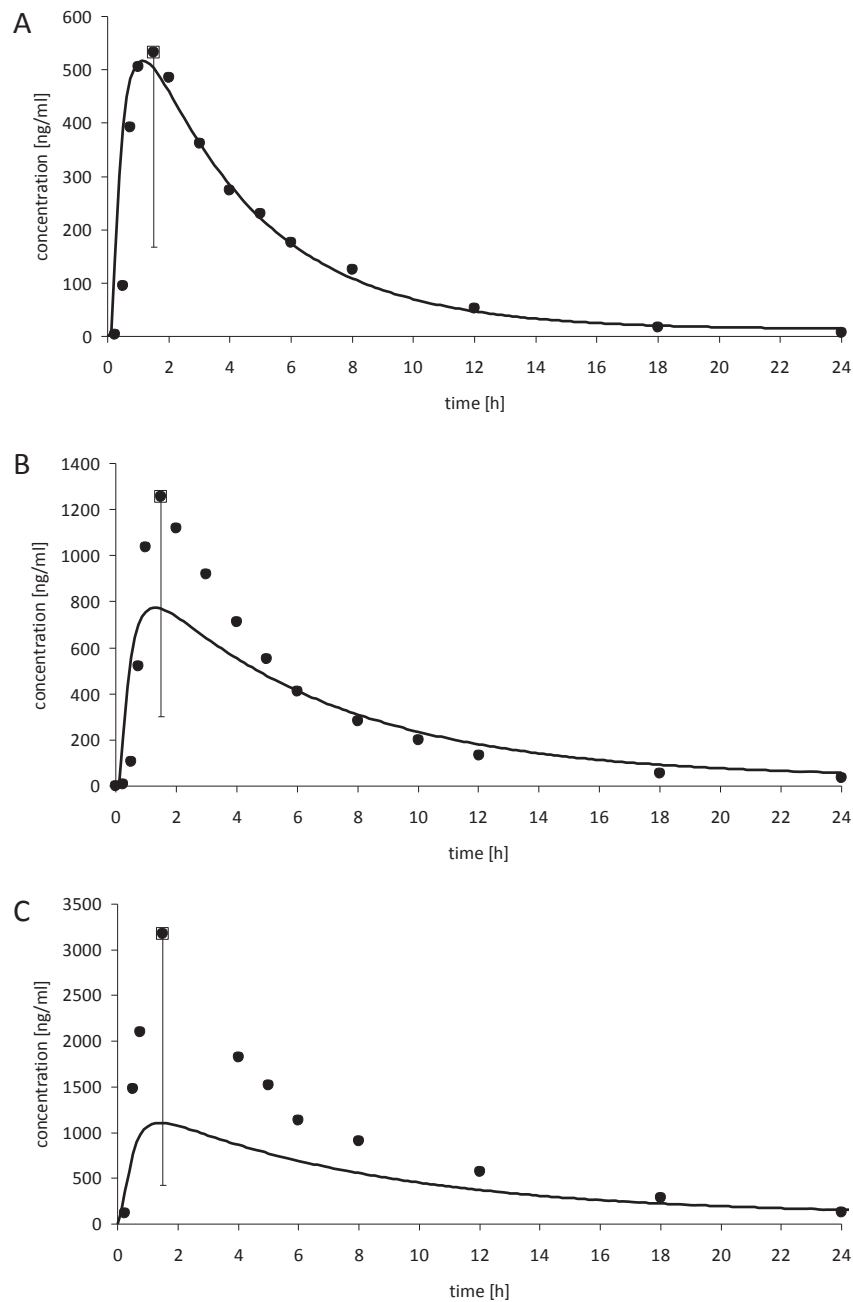 A
600
500
400
300
200
100
0
concentration [ng/ml]
0 2 4 6 8 10 12 14 16 18 20 22 24
time [h]
B
1400
1200
1000
800
600
400
200
0
concentration [ng/ml]
0 2 4 6 8 10 12 14 16 18 20 22 24
time [h]
C
3500
3000
2500
2000
1500
1000
500
0
concentration [ng/ml]
0 2 4 6 8 10 12 14 16 18 20 22 24
time [h]